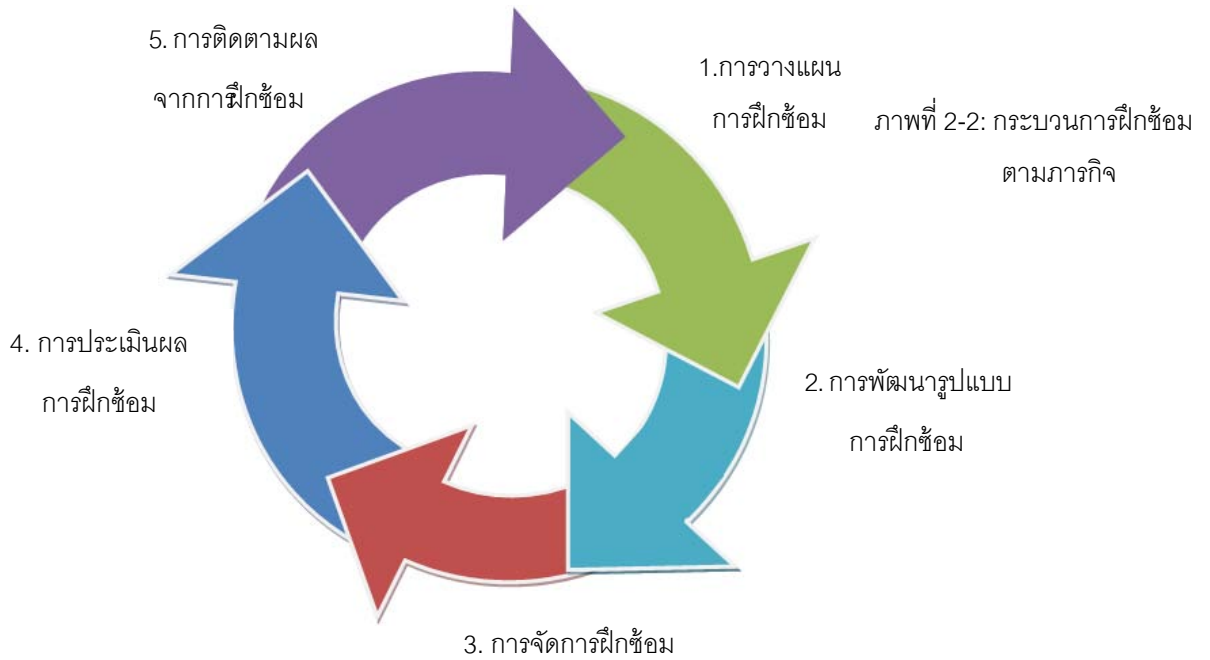 5. การติดตามผล
จากการฝึกซ้อม
1.การวางแผน
การฝึกซ้อม
ภาพที่ 2-2: กระบวนการฝึกซ้อม
ตามภารกิจ
2. การพัฒนารูปแบบ
การฝึกซ้อม
3. การจัดการฝึกซ้อม
4. การประเมินผล
การฝึกซ้อม